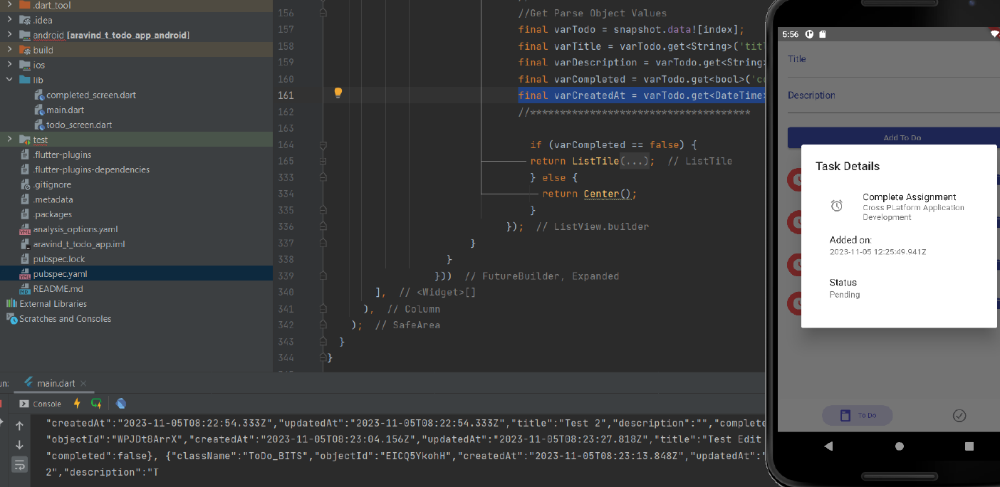 .dart_tool
.idea
android [aravind_t_todo_app_android]
build
ios
lib
completed_screen.dart
main.dart
todo_screen.dart
test
.flutter-plugins
.flutter-plugins-dependencies
.gitignore
.metadata
.packages
analysis_options.yaml
aravind_t_todo_app.iml
pubspec.lock
pubspec.yaml
README.md
External Libraries
Scratches and Consoles
156 //Get Parse Object Values
157 final varTodo = snapshot.data![index];
158 final varTitle = varTodo.get<String>('tit
159 final varDescription = varTodo.get<String>
160 final varCompleted = varTodo.get<bool>('co
161 final varCreatedAt = varTodo.get<DateTime>
162 //*************************************
163
164 if (varCompleted == false) {
165 return ListTile(...); // ListTile
333 } else {
334 return Center();
335 }
336 }); // ListView.builder
337 }
338 }
339 })) // FutureBuilder, Expanded
340 ], // <Widget>[]
341 ), // Column
342 ); // SafeArea
343 }
344 }
un: main.dart
Console
"createdAt":"2023-11-05T08:22:54.333Z","updatedAt":"2023-11-05T08:22:54.333Z","title":"Test 2","description":"","complete
"objectId":"WPJDt8ArrX","createdAt":"2023-11-05T08:23:04.156Z","updatedAt":"2023-11-05T08:23:27.818Z","title":"Test Edit
"completed":false}, {"className":"ToDo_BITS","objectId":"EICQ5YkohH","createdAt":"2023-11-05T08:23:13.848Z","updatedAt":"
2","description":"T
5:56
Title
Description
Add To Do
Task Details
Complete Assignment
Cross PLatform Application
Development
Added on:
2023-11-05 12:25:49.941Z
Status
Pending
To Do